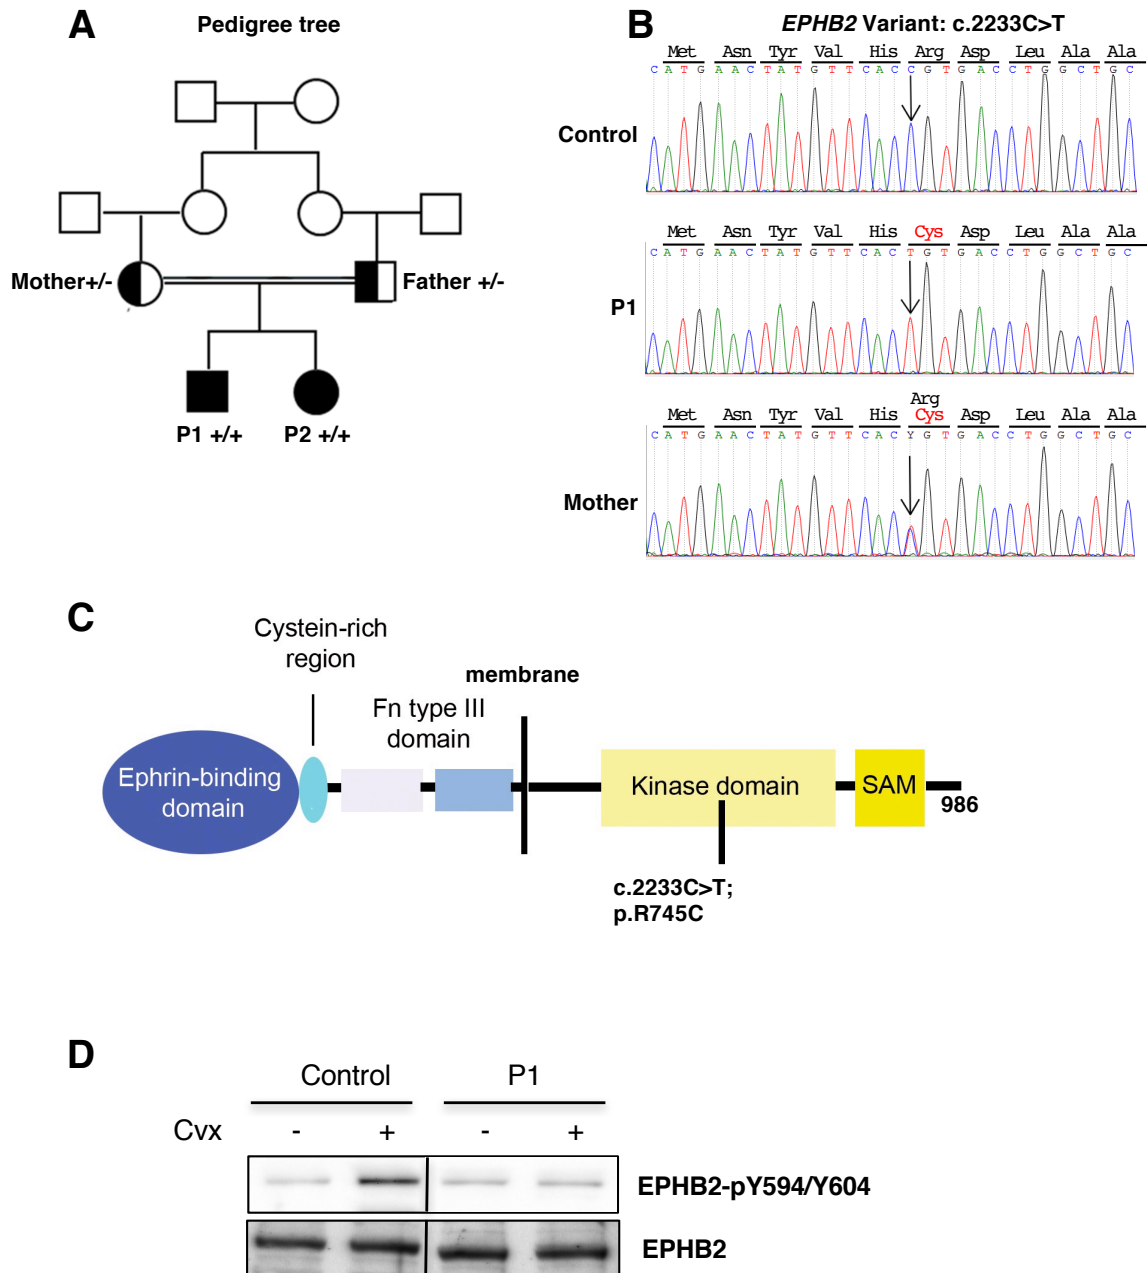 A
Pedigree tree
Mother+/-
Father +/-
P1 +/+
P2 +/+
B
EPHB2 Variant: c.2233C>T
Met Asn Tyr Val His Arg Asp Leu Ala Ala
C A T G A A C T A T G T T C A C C G T G A C C T G G C T G C
Control
Met Asn Tyr Val His Cys Asp Leu Ala Ala
C A T G A A C T A T G T T C A C T G T G A C C T G G C T G C
P1
Arg
Met Asn Tyr Val His Cys Asp Leu Ala Ala
C A T G A A C T A T G T T C A C Y G T G A C C T G G C T G C
Mother
C
Cystein-rich
region
membrane
Fn type III
domain
Ephrin-binding
domain
Kinase domain
SAM
986
c.2233C>T;
p.R745C
D
Control
P1
Cvx
- + - +
EPHB2-pY594/Y604
EPHB2